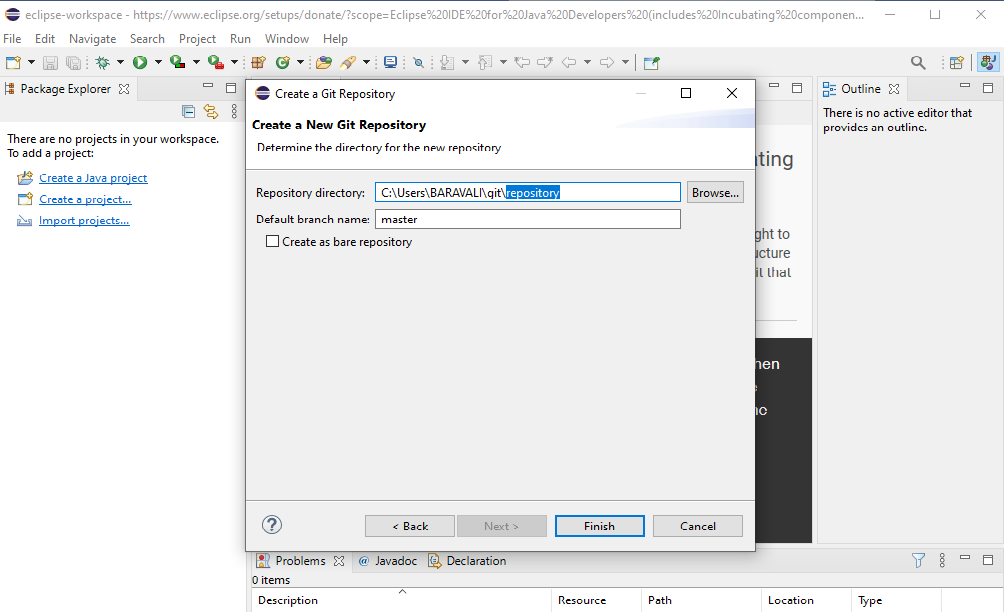 eclipse-workspace - https://www.eclipse.org/setups/donate/?scope=Eclipse%20IDE%20for%20Java%20Developers%20(includes%20Incubating%20componen...
File Edit Navigate Search Project Run Window Help
Package Explorer
There are no projects in your workspace.
To add a project:
Create a Java project
Create a project...
Import projects...
Create a Git Repository
Create a New Git Repository
Determine the directory for the new repository
Repository directory: C:\Users\BARAVALI\git\repository Browse...
Default branch name: master
Create as bare repository
< Back Next > Finish Cancel
ating
ght to
ucture
it that
hen
Outline
There is no active editor that
provides an outline.
Problems @ Javadoc Declaration
0 items
Description Resource Path Location Type